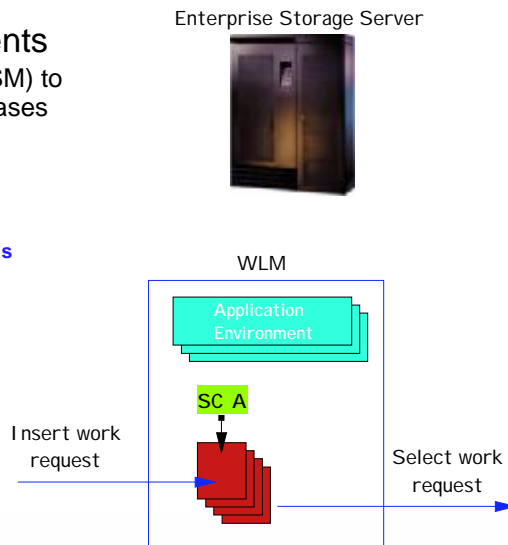 Enterprise Storage Server
ents
SM) to
ases
s
WLM
Application
Environment
SC A
Insert work
request
Select work
request